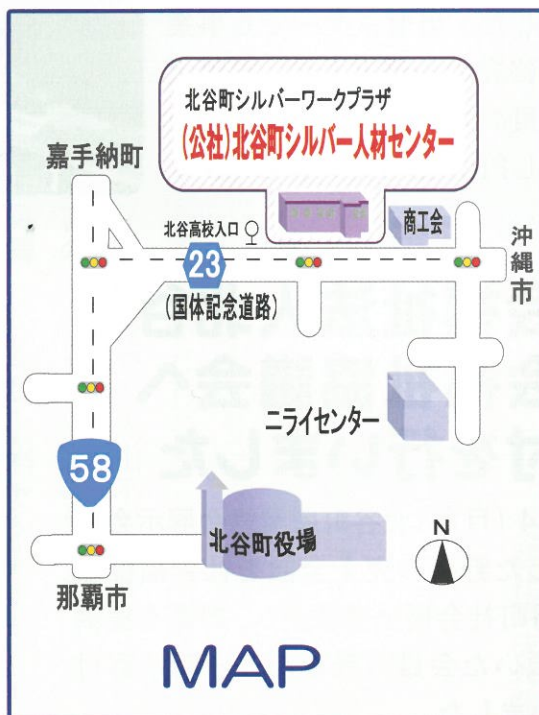 北谷町シルバーワークプラザ
(公社)北谷町シルバー人材センター
嘉手納町
北谷高校入口
商工会
沖縄市
23
(国体記念道路)
ニライセンター
58
北谷町役場
N
那覇市
MAP